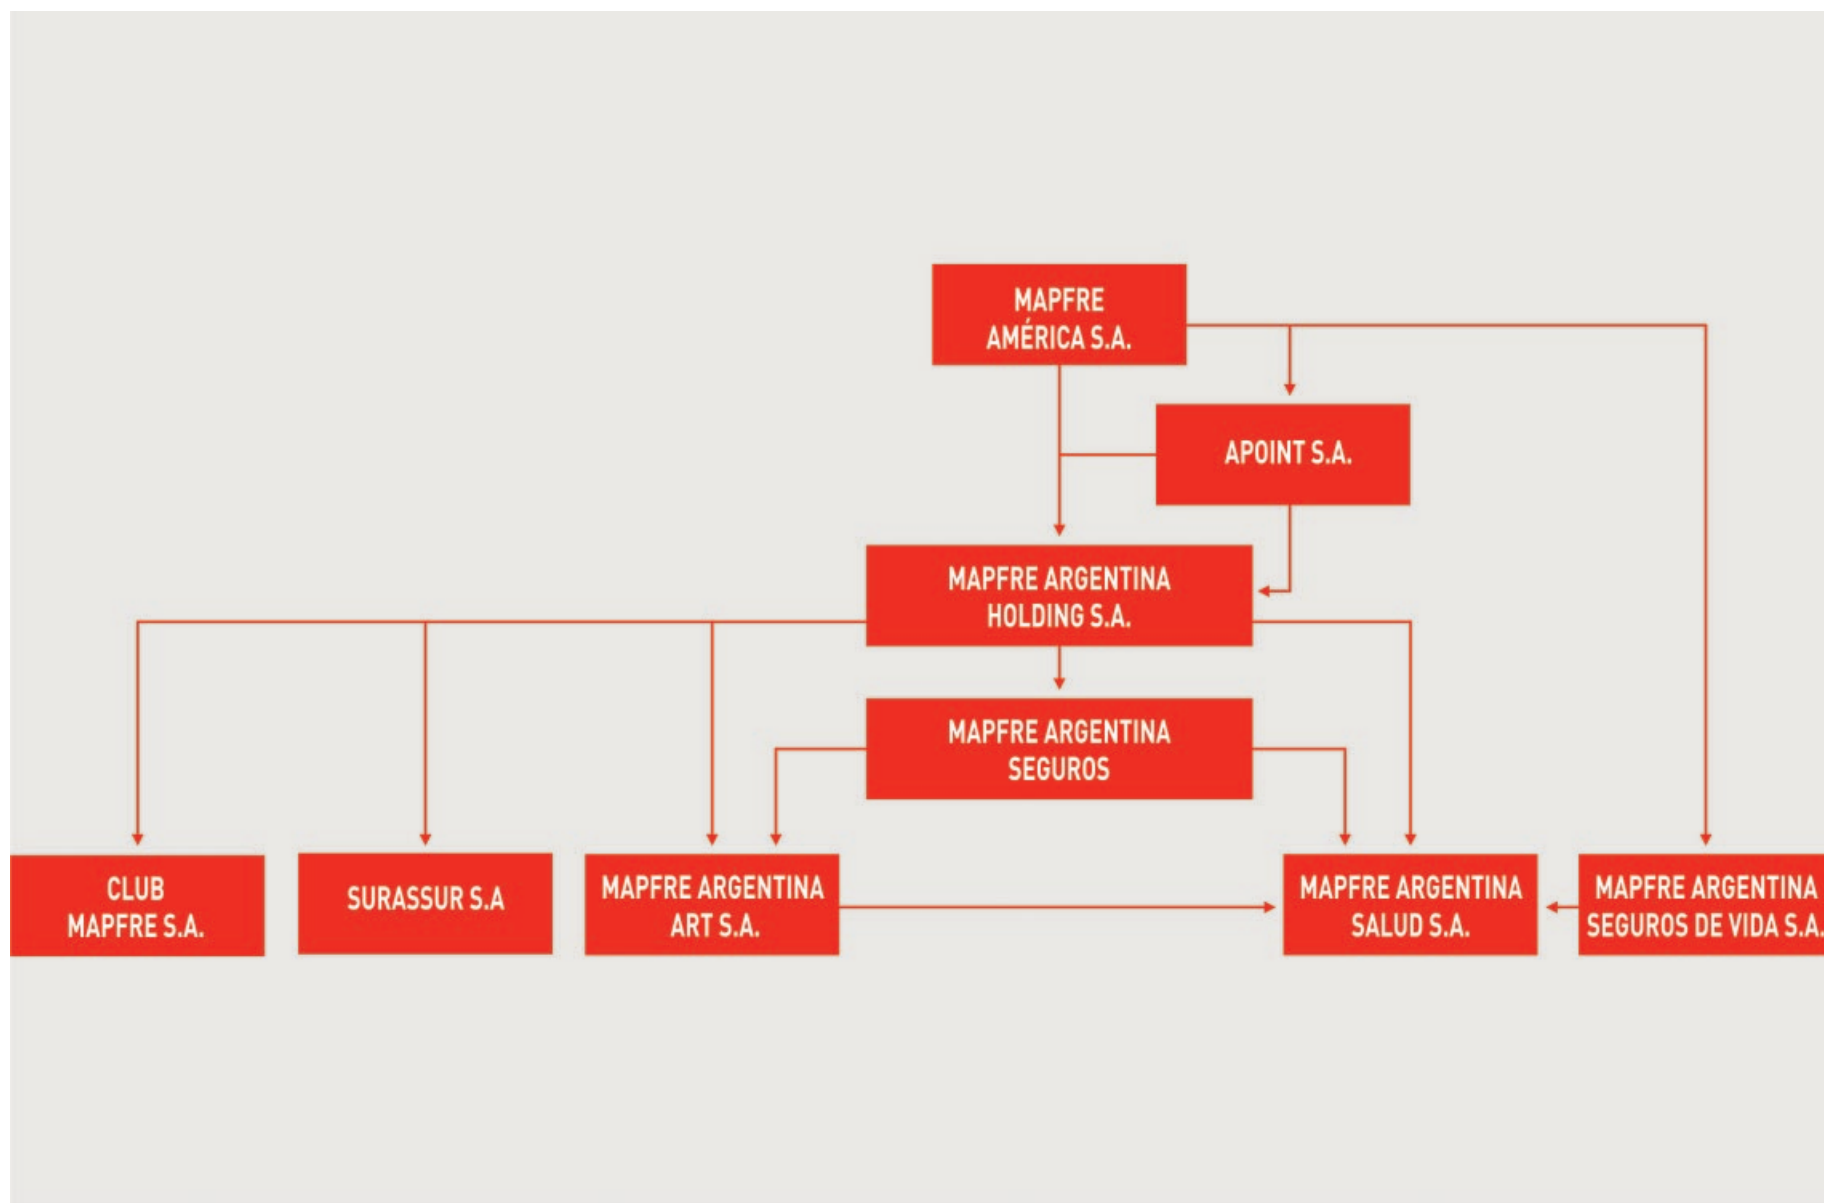 MAPFRE
AMÉRICA S.A.
APOINT S.A.
MAPFRE ARGENTINA
HOLDING S.A.
MAPFRE ARGENTINA
SEGUROS
CLUB
MAPFRE S.A.
SURASSUR S.A
MAPFRE ARGENTINA
ART S.A.
MAPFRE ARGENTINA
SALUD S.A.
MAPFRE ARGENTINA
SEGUROS DE VIDA S.A.